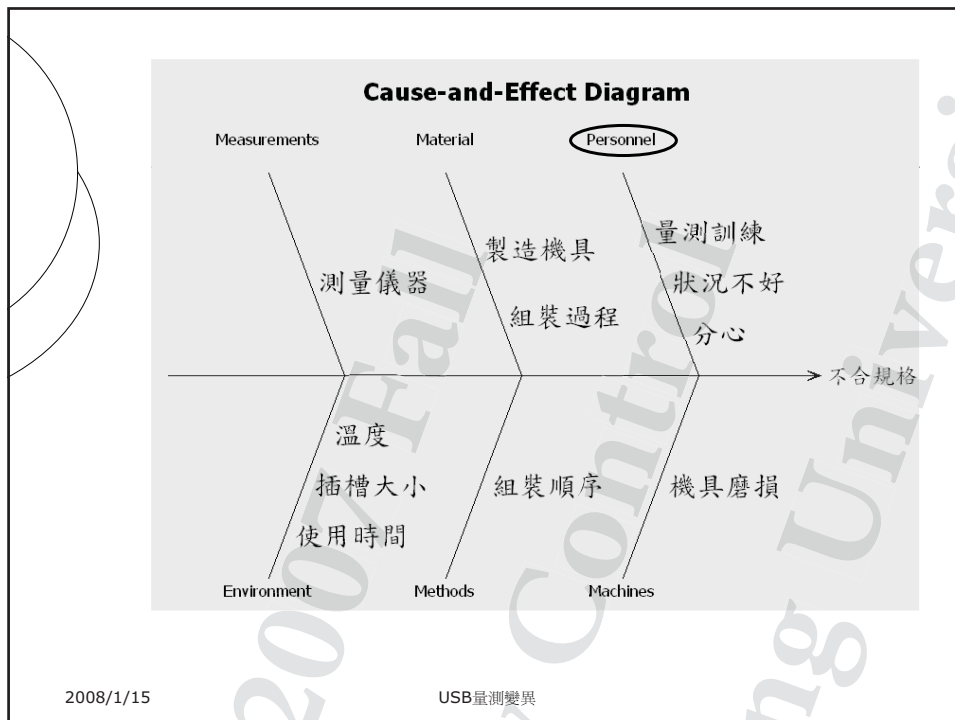 Cause-and-Effect Diagram
Measurements Material Personnel
測量儀器
製造機具
組裝過程
量測訓練
狀況不好
分心
不合規格
溫度
插槽大小
使用時間
組裝順序
機具磨損
Environment Methods Machines
2008/1/15 USB量測變異
2007 Fall
Control